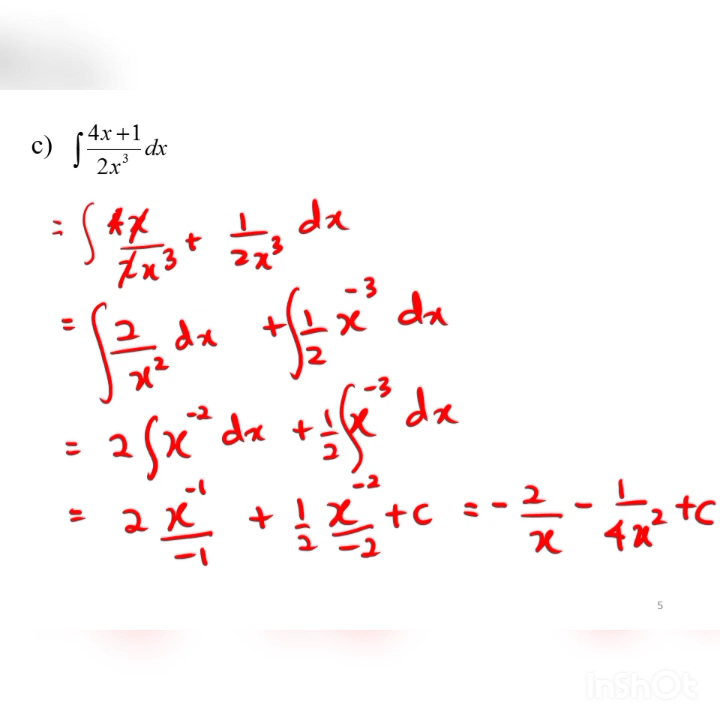 c) ∫ (4x+1)/(2x³) dx
= ∫ 4x/(2x³) + 1/(2x³) dx
= ∫ 2/x² dx + ∫ 1/2 x⁻³ dx
= 2 ∫ x⁻² dx + 1/2 ∫ x⁻³ dx
= 2 x⁻¹/(-1) + 1/2 x⁻²/(-2) + c = - 2/x - 1/(4x²) + c
5
InShOt